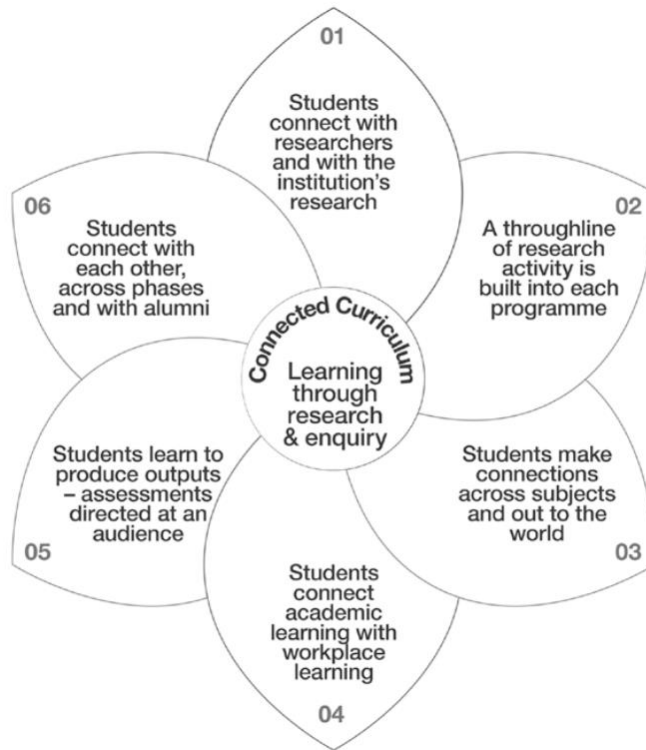 01
Students
connect with
researchers
and with the
institution’s
research
02
A throughline
of research
activity is
built into each
programme
03
Students make
connections
across subjects
and out to the
world
04
Students
connect
academic
learning with
workplace
learning
05
Students learn to
produce outputs
– assessments
directed at an
audience
06
Students
connect with
each other,
across phases
and with alumni
Connected Curriculum
Learning
through
research
& enquiry